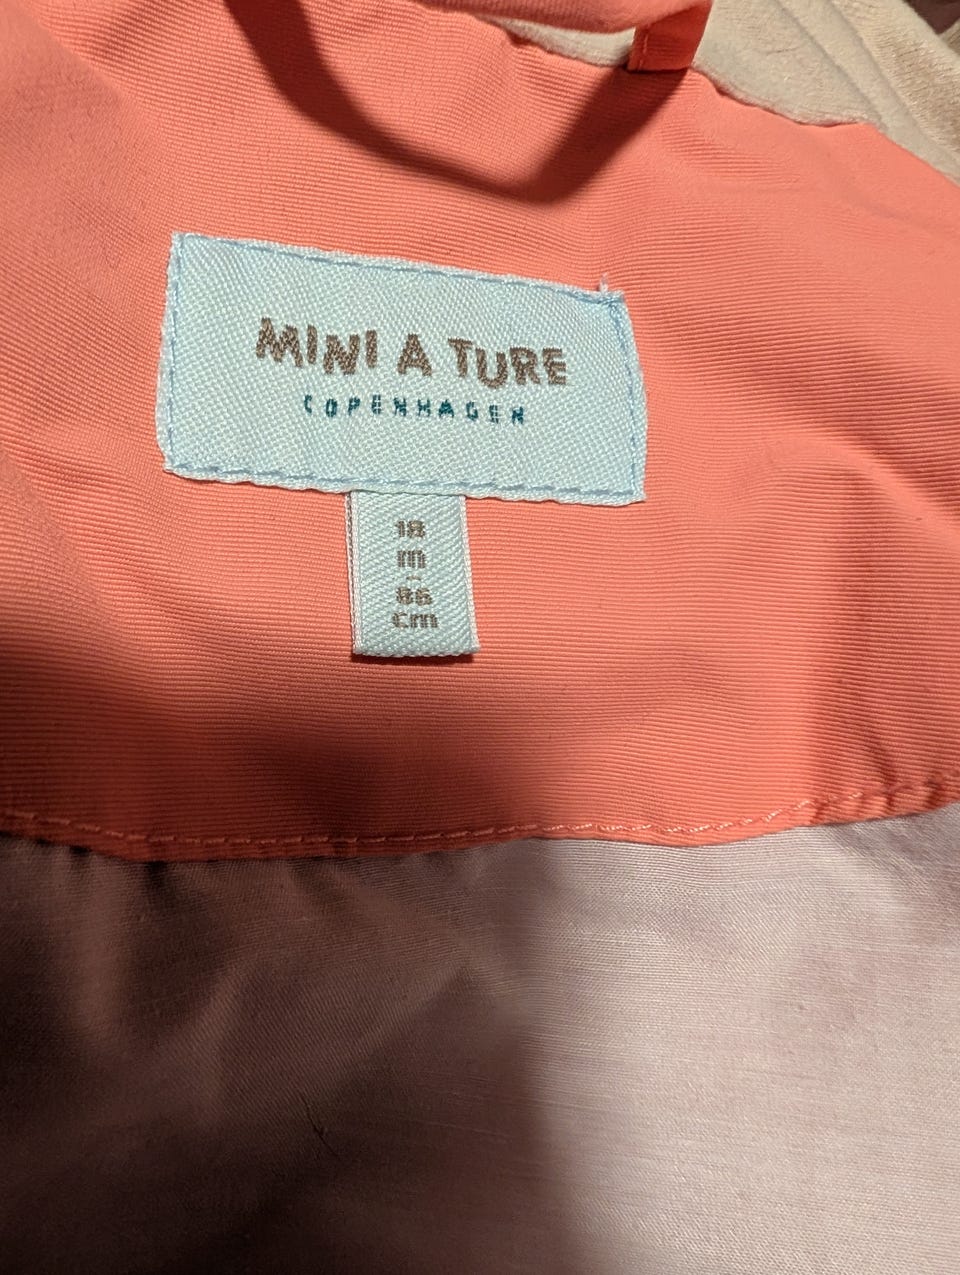 MINI A TURE
COPENHAGEN
18
m
-
86
cm